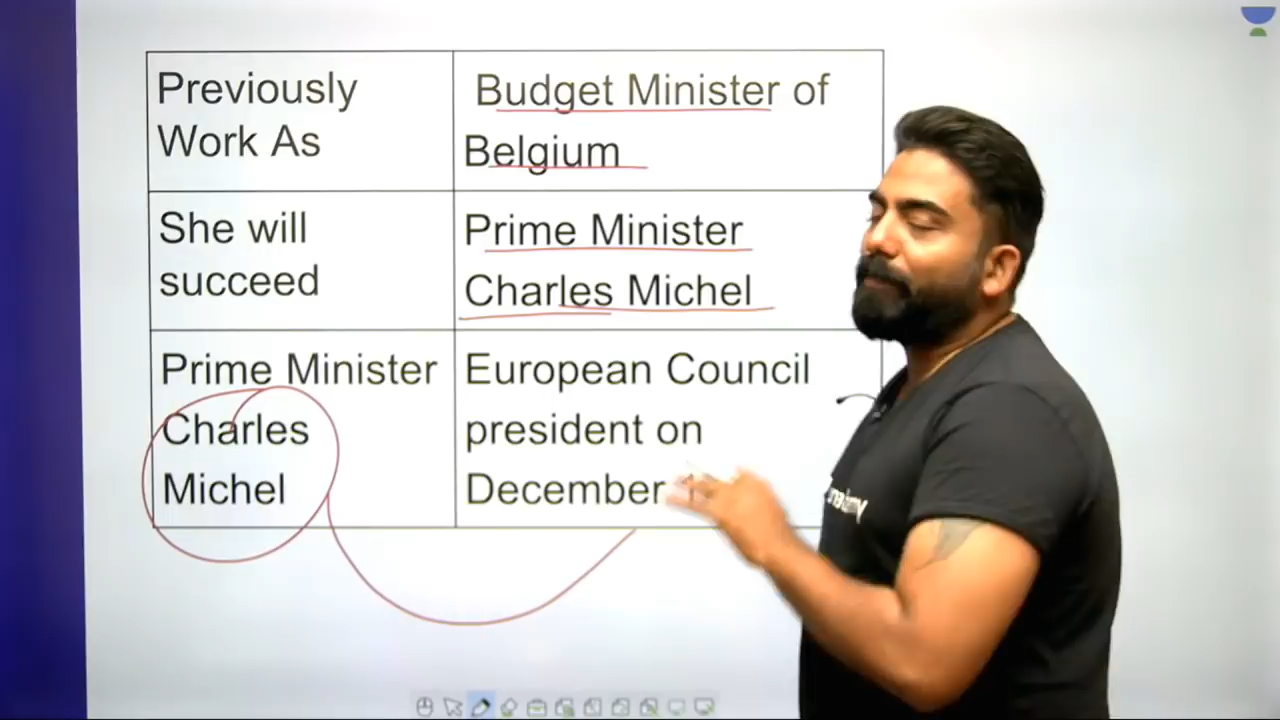 Previously
Work As
Budget Minister of
Belgium
She will
succeed
Prime Minister
Charles Michel
Prime Minister
Charles
Michel
European Council
president on
December